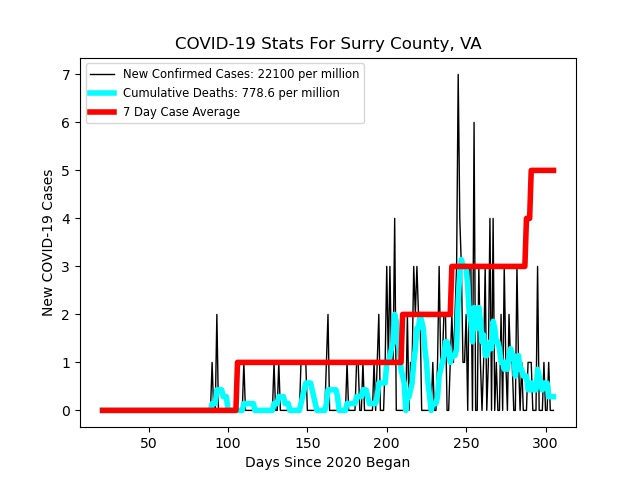 COVID-19 Stats For Surry County, VA
New Confirmed Cases: 22100 per million
Cumulative Deaths: 778.6 per million
7 Day Case Average
New COVID-19 Cases
7
6
5
4
3
2
1
0
50 100 150 200 250 300
Days Since 2020 Began